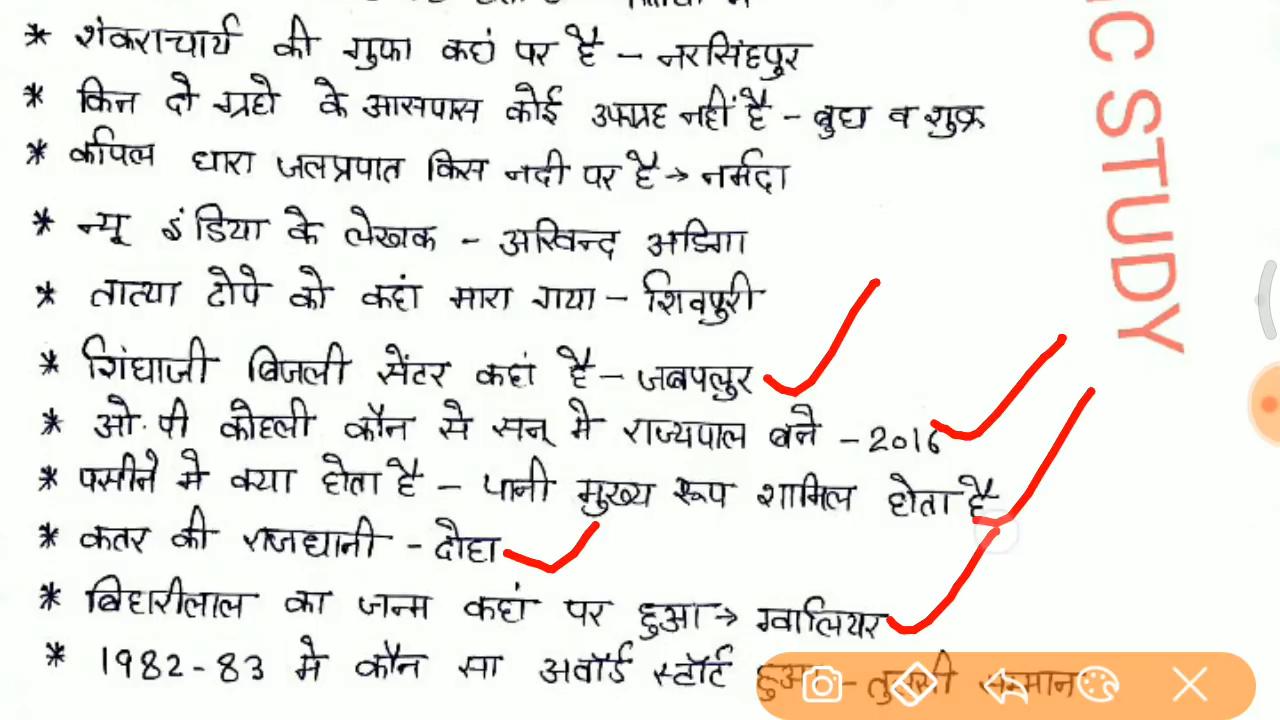 * शंकराचार्य की गुफा कहां पर है – नरसिंहपुर
* किन दो ग्रहो के आसपास कोई उपग्रह नहीं है – बुध व शुक्र
* कपिल धारा जलप्रपात किस नदी पर है → नर्मदा
* न्यू इंडिया के लेखक – अरविन्द अडिगा
* तात्या टोपे को कहां मारा गया – शिवपुरी
* सिंधाजी बिजली सेंटर कहां है – जबपलुर
* ओ.पी कोहली कौन से सन् मे राज्यपाल बने – 2016
* पसीने मे क्या होता है – पानी मुख्य रूप शामिल होता है
* कतर की राजधानी – दोहा
* बिहारीलाल का जन्म कहां पर हुआ → ग्वालियर
* 1982-83 मे कौन सा अवॉर्ड स्टॉर्ट हुआ – तुलसी सम्मान
IC STUDY